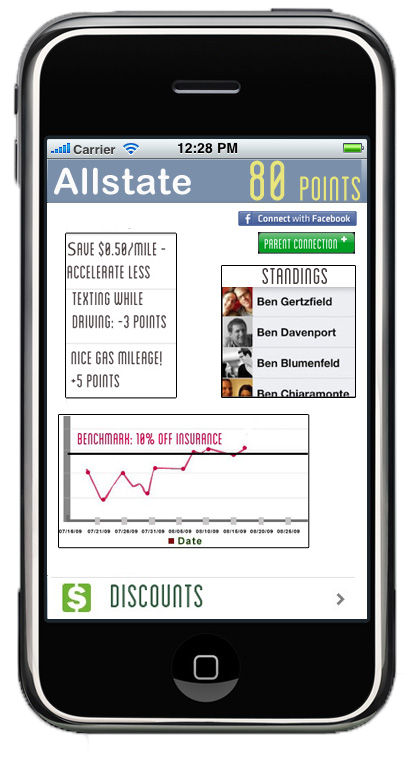 Carrier 12:28 PM
Allstate 80 POINTS
f Connect with Facebook
PARENT CONNECTION +
SAVE $0.50/MILE -
ACCELERATE LESS
TEXTING WHILE
DRIVING: -3 POINTS
NICE GAS MILEAGE!
+5 POINTS
STANDINGS
Ben Gertzfield
Ben Davenport
Ben Blumenfeld
Ben Chiaramonte
BENCHMARK: 10% OFF INSURANCE
07/16/09 07/21/09 07/26/09 07/31/09 08/05/09 08/10/09 08/15/09 08/20/09 08/25/09
Date
$ DISCOUNTS